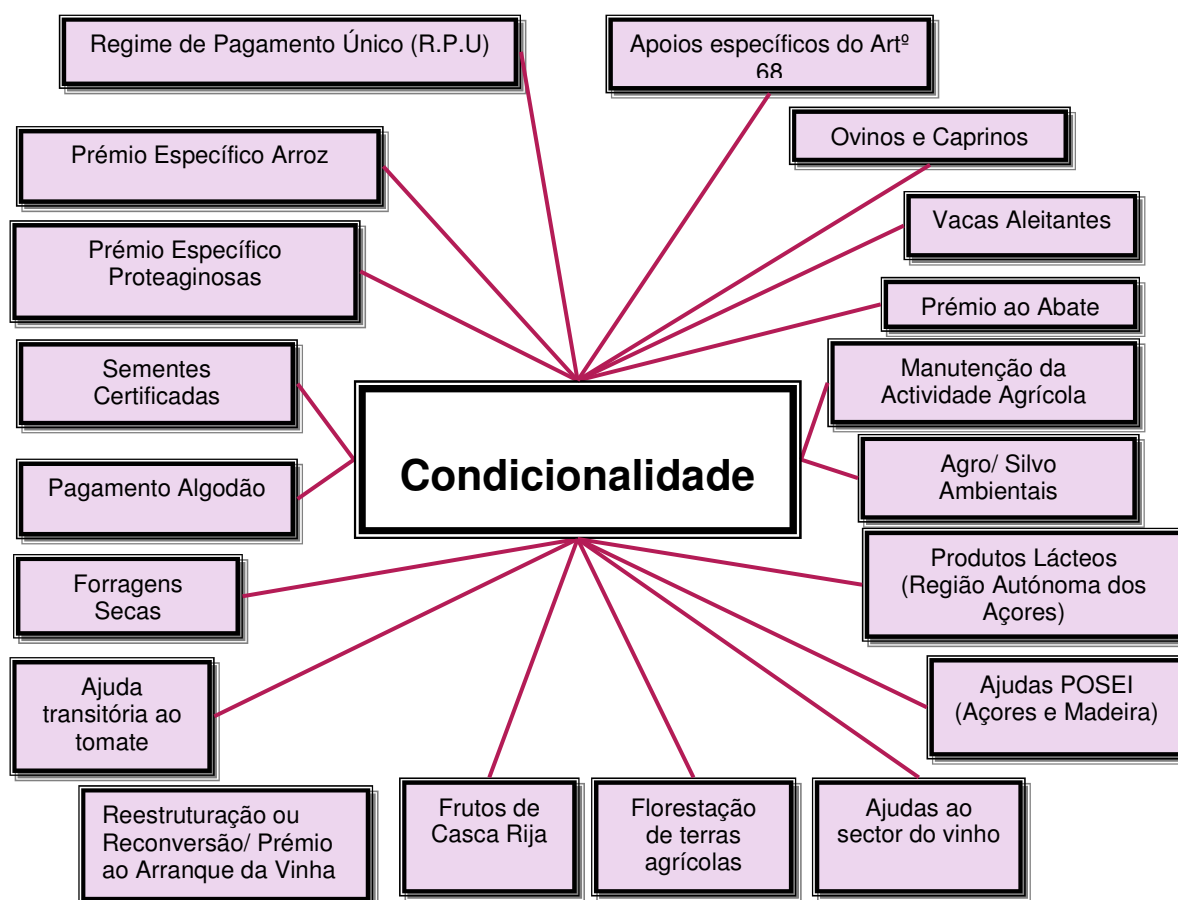 Regime de Pagamento Único (R.P.U)
Apoios específicos do Artº
68
Ovinos e Caprinos
Prémio Específico Arroz
Vacas Aleitantes
Prémio Específico
Proteaginosas
Prémio ao Abate
Sementes
Certificadas
Manutenção da
Actividade Agrícola
Condicionalidade
Pagamento Algodão
Agro/ Silvo
Ambientais
Forragens
Secas
Produtos Lácteos
(Região Autónoma dos
Açores)
Ajuda
transitória ao
tomate
Ajudas POSEI
(Açores e Madeira)
Reestruturação ou
Reconversão/ Prémio
ao Arranque da Vinha
Frutos de
Casca Rija
Florestação
de terras
agrícolas
Ajudas ao
sector do vinho